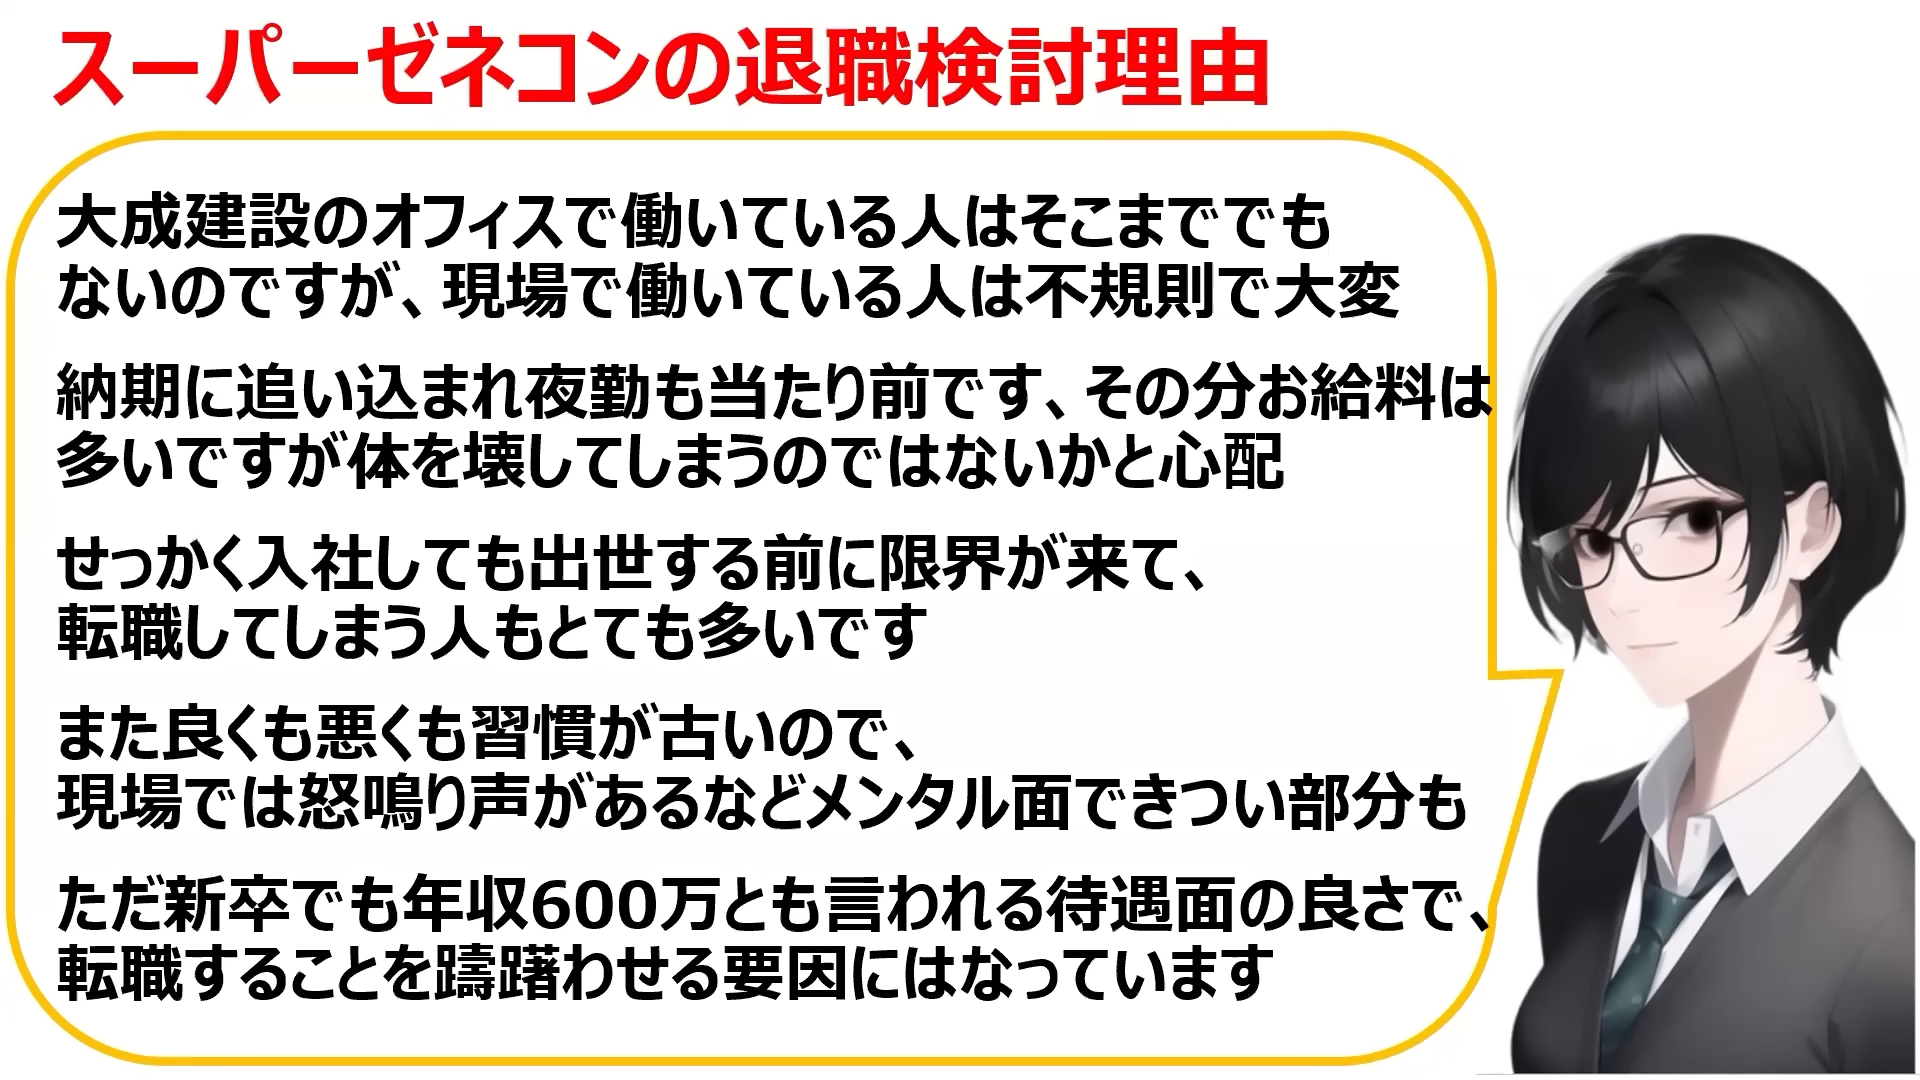 スーパーゼネコンの退職検討理由
大成建設のオフィスで働いている人はそこまででも
ないのですが、現場で働いている人は不規則で大変
納期に追い込まれ夜勤も当たり前です、その分お給料は
多いですが体を壊してしまうのではないかと心配
せっかく入社しても出世する前に限界が来て、
転職してしまう人もとても多いです
また良くも悪くも習慣が古いので、
現場では怒鳴り声があるなどメンタル面できつい部分も
ただ新卒でも年収600万とも言われる待遇面の良さで、
転職することを躊躇わせる要因にはなっています